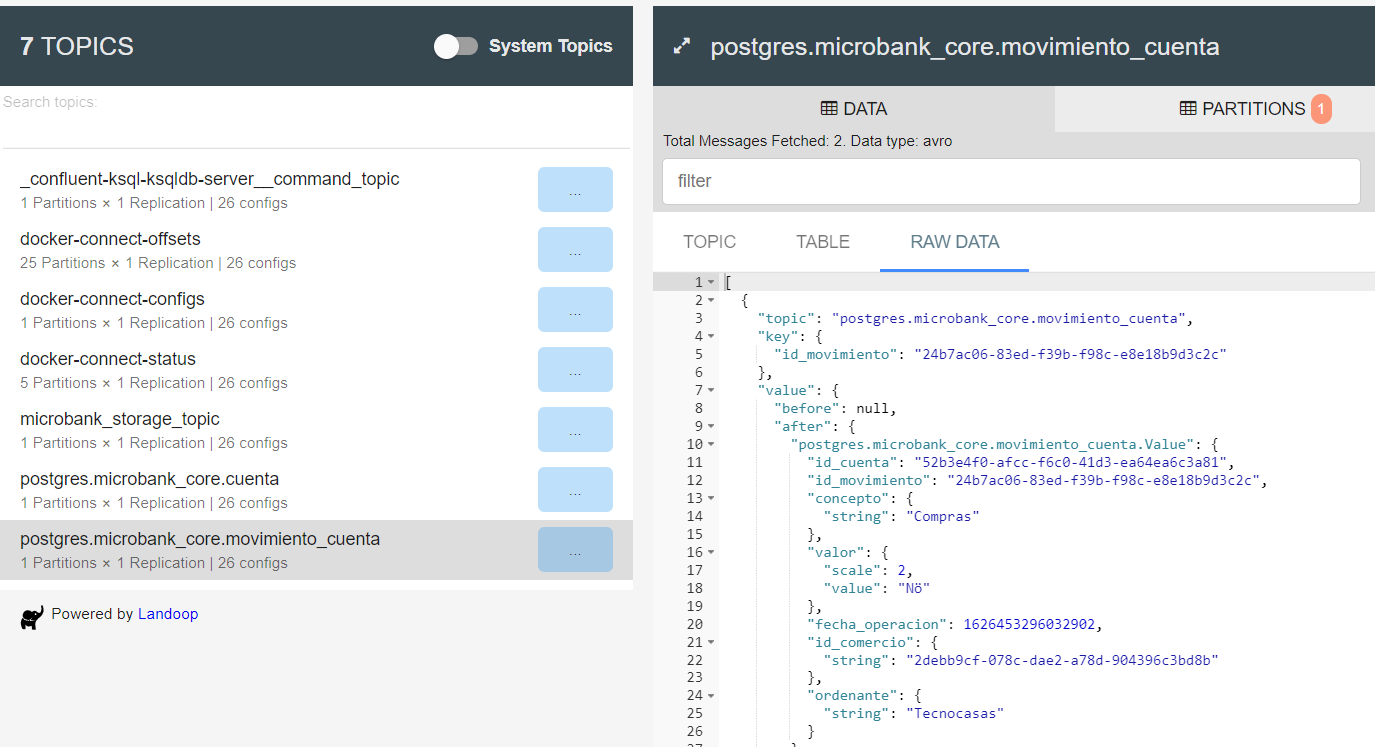 7 TOPICS
System Topics
Search topics:
_confluent-ksql-ksqldb-server__command_topic
1 Partitions × 1 Replication | 26 configs
...
docker-connect-offsets
25 Partitions × 1 Replication | 26 configs
...
docker-connect-configs
1 Partitions × 1 Replication | 26 configs
...
docker-connect-status
5 Partitions × 1 Replication | 26 configs
...
microbank_storage_topic
1 Partitions × 1 Replication | 26 configs
...
postgres.microbank_core.cuenta
1 Partitions × 1 Replication | 26 configs
...
postgres.microbank_core.movimiento_cuenta
1 Partitions × 1 Replication | 26 configs
...
Powered by Landoop
postgres.microbank_core.movimiento_cuenta
DATA
PARTITIONS 1
Total Messages Fetched: 2. Data type: avro
filter
TOPIC TABLE RAW DATA
1 [
2 {
3 "topic": "postgres.microbank_core.movimiento_cuenta",
4 "key": {
5 "id_movimiento": "24b7ac06-83ed-f39b-f98c-e8e18b9d3c2c"
6 },
7 "value": {
8 "before": null,
9 "after": {
10 "postgres.microbank_core.movimiento_cuenta.Value": {
11 "id_cuenta": "52b3e4f0-afcc-f6c0-41d3-ea64ea6c3a81",
12 "id_movimiento": "24b7ac06-83ed-f39b-f98c-e8e18b9d3c2c",
13 "concepto": {
14 "string": "Compras"
15 },
16 "valor": {
17 "scale": 2,
18 "value": "Nö"
19 },
20 "fecha_operacion": 1626453296032902,
21 "id_comercio": {
22 "string": "2debb9cf-078c-dae2-a78d-904396c3bd8b"
23 },
24 "ordenante": {
25 "string": "Tecnocasas"
26 }